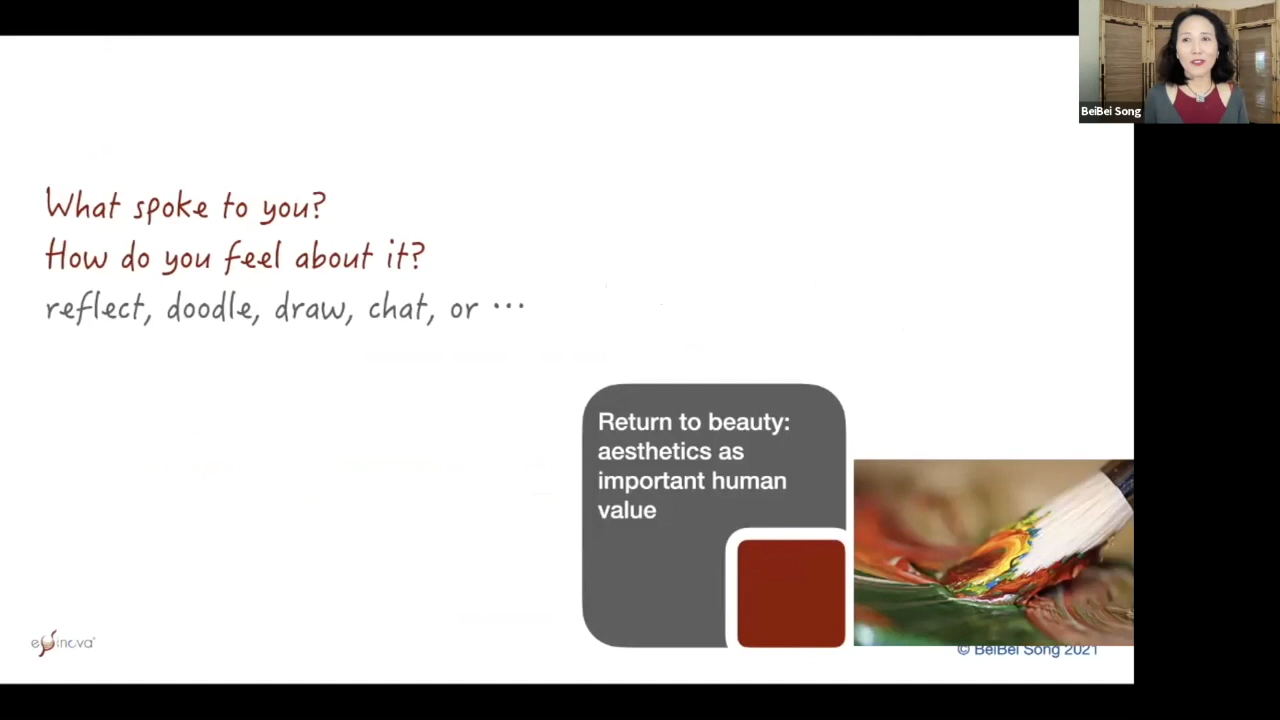 BeiBei Song
What spoke to you?
How do you feel about it?
reflect, doodle, draw, chat, or ...
Return to beauty:
aesthetics as
important human
value
© BeiBei Song 2021